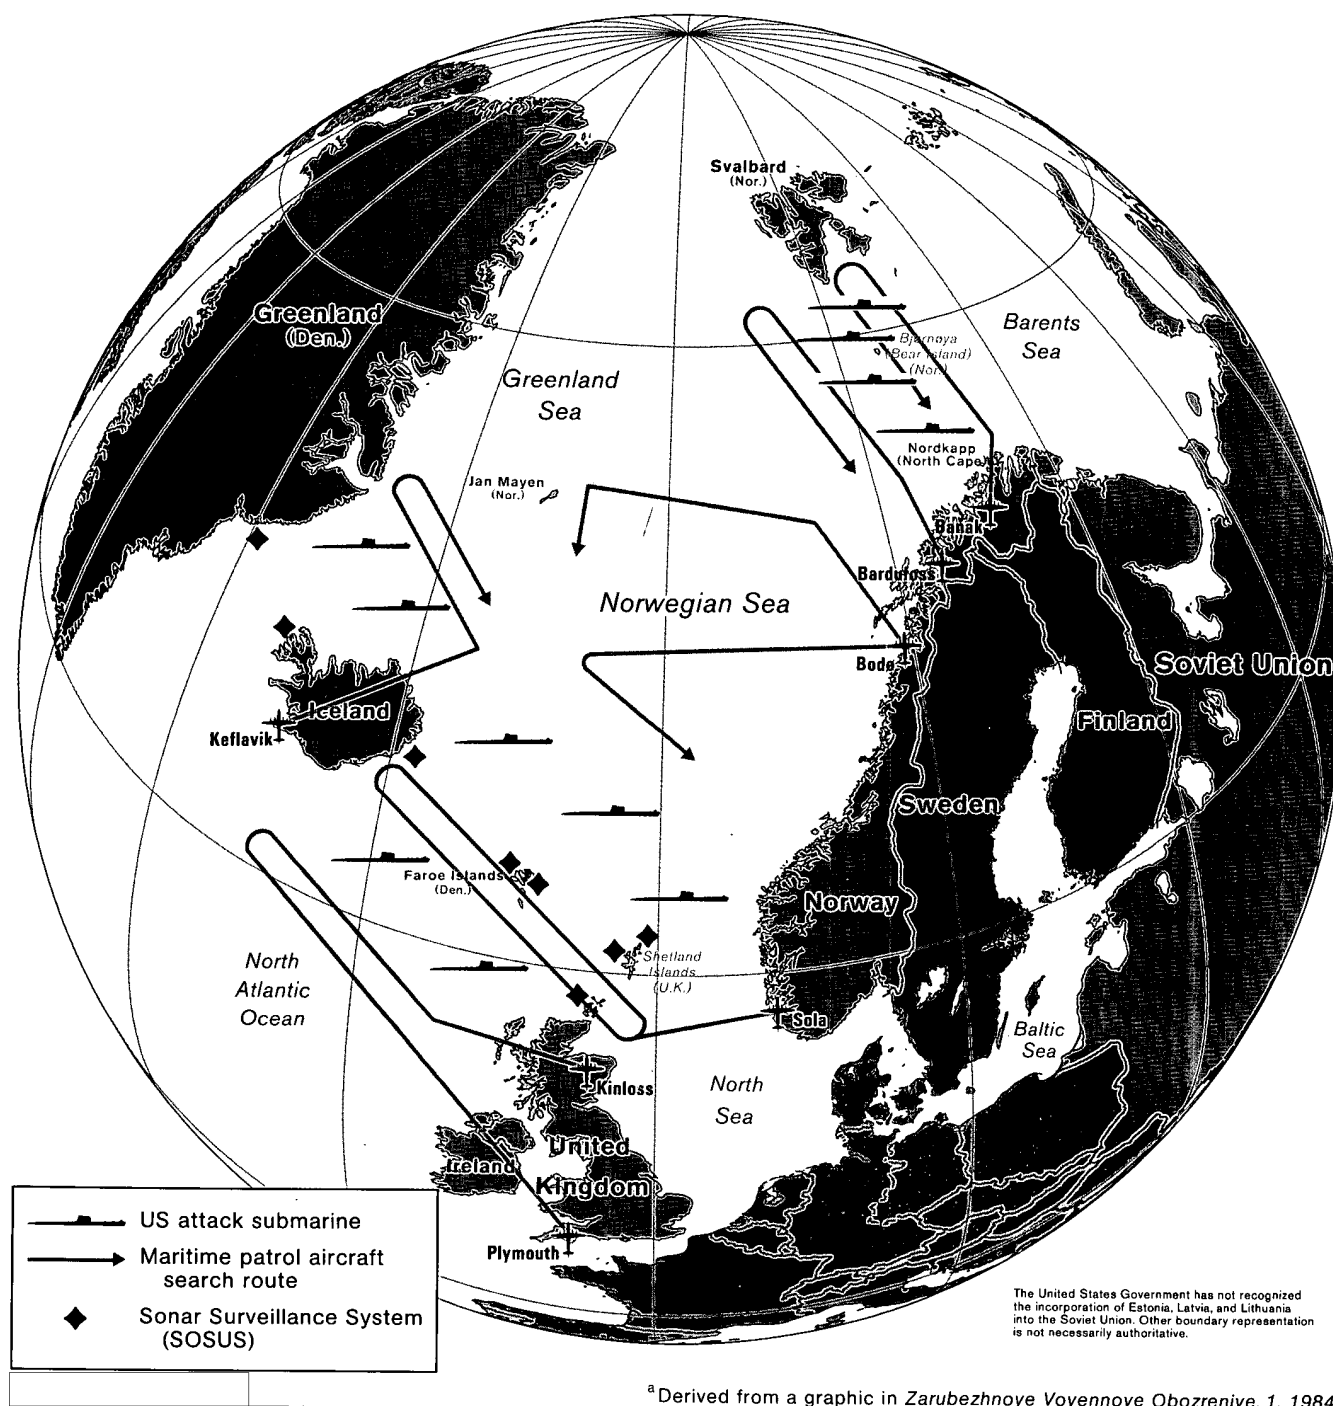 Svalbard
(Nor.)
Greenland
(Den.)
Barents
Sea
Bjørnøya
(Bear Island)
(Nor.)
Greenland
Sea
Nordkapp
(North Cape)
Jan Mayen
(Nor.)
Banak
Bardufoss
Norwegian Sea
Bodø
Soviet Union
Iceland
Keflavik
Finland
Sweden
Faroe Islands
(Den.)
Norway
North
Atlantic
Ocean
Shetland
Islands
(U.K.)
Sola
Baltic
Sea
Kinloss
North
Sea
United
Kingdom
Ireland
Plymouth
US attack submarine
Maritime patrol aircraft
search route
Sonar Surveillance System
(SOSUS)
The United States Government has not recognized
the incorporation of Estonia, Latvia, and Lithuania
into the Soviet Union. Other boundary representation
is not necessarily authoritative.
a Derived from a graphic in Zarubezhnoye Voyennoye Obozreniye, 1, 1984